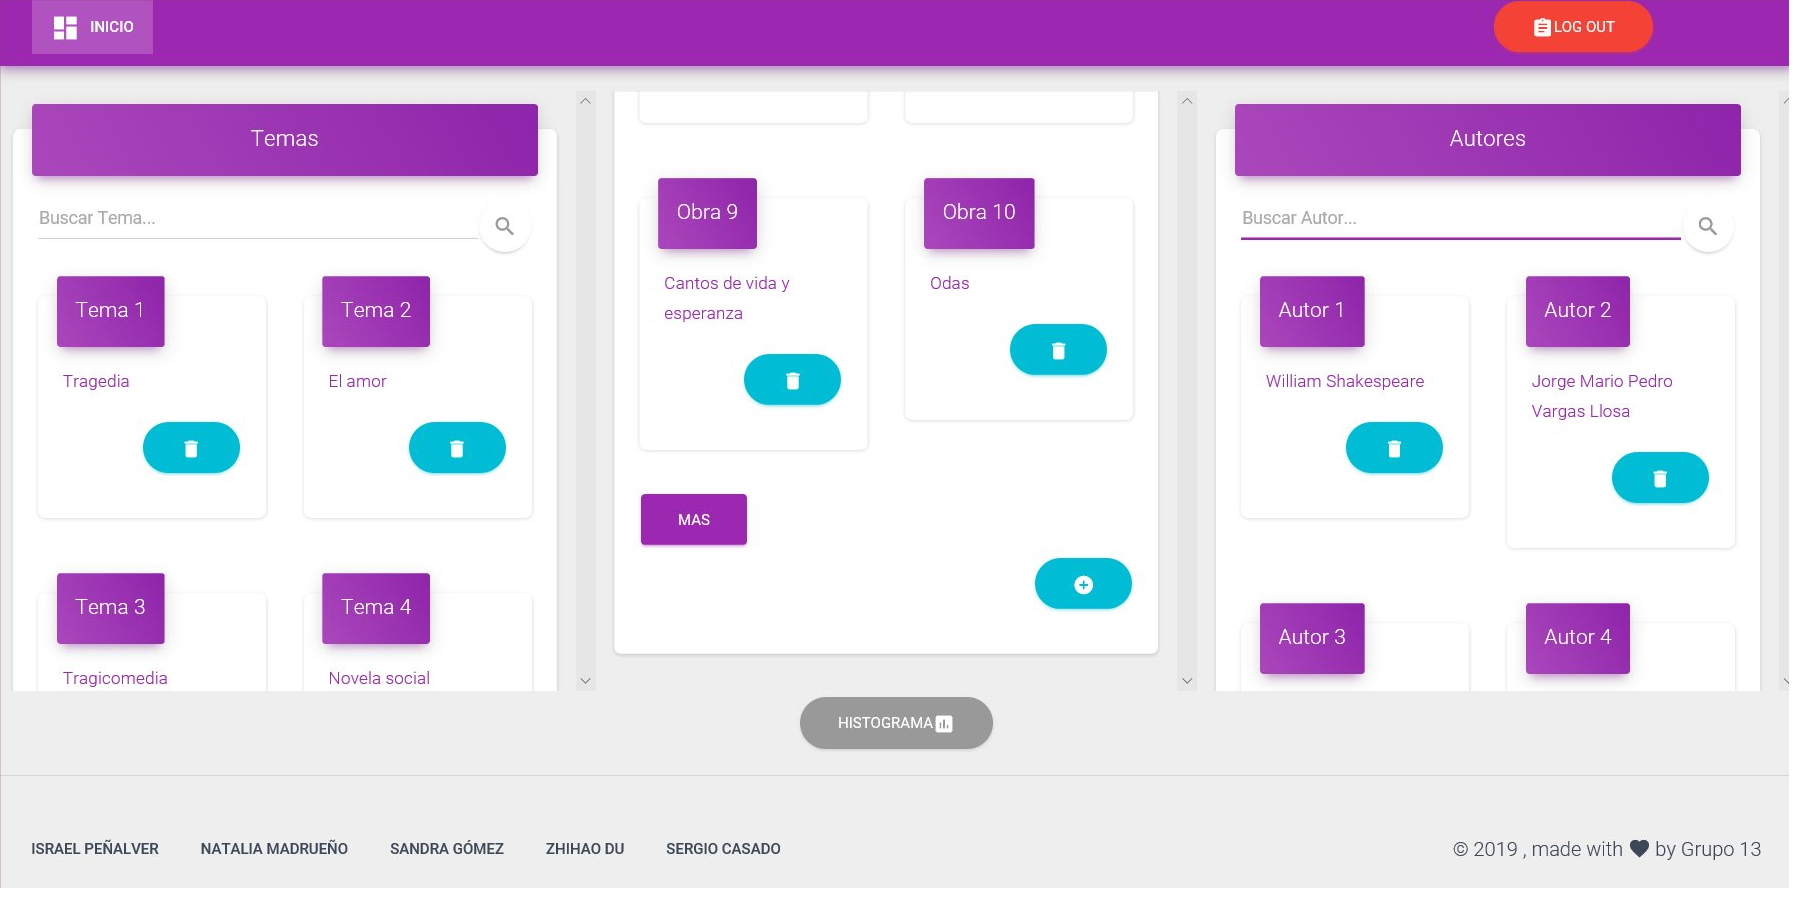 INICIO
LOG OUT
Temas
Buscar Tema...
Tema 1
Tema 2
Tragedia
El amor
Tema 3
Tema 4
Tragicomedia
Novela social
Obra 9
Obra 10
Cantos de vida y
esperanza
Odas
MAS
Autores
Buscar Autor...
Autor 1
Autor 2
William Shakespeare
Jorge Mario Pedro
Vargas Llosa
Autor 3
Autor 4
HISTOGRAMA
ISRAEL PEÑALVER
NATALIA MADRUEÑO
SANDRA GÓMEZ
ZHIHAO DU
SERGIO CASADO
© 2019 , made with ♥ by Grupo 13